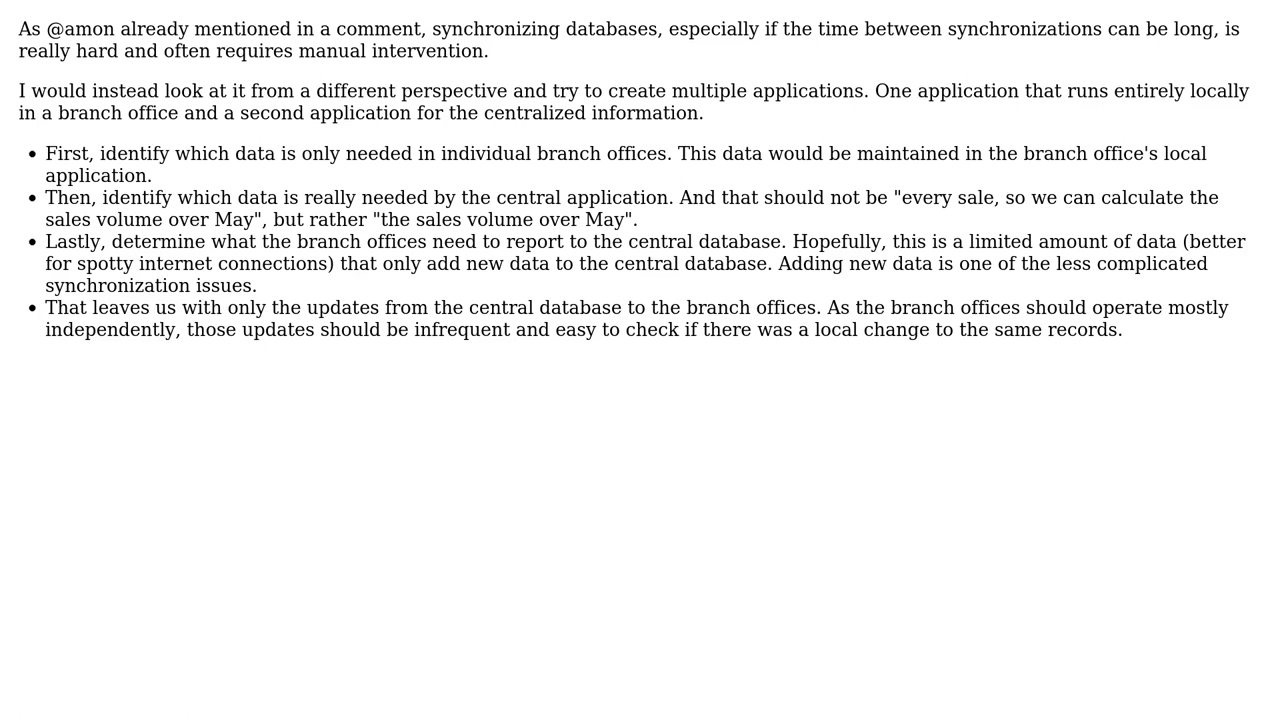 As @amon already mentioned in a comment, synchronizing databases, especially if the time between synchronizations can be long, is
really hard and often requires manual intervention.
I would instead look at it from a different perspective and try to create multiple applications. One application that runs entirely locally
in a branch office and a second application for the centralized information.
• First, identify which data is only needed in individual branch offices. This data would be maintained in the branch office's local
application.
• Then, identify which data is really needed by the central application. And that should not be "every sale, so we can calculate the
sales volume over May", but rather "the sales volume over May".
• Lastly, determine what the branch offices need to report to the central database. Hopefully, this is a limited amount of data (better
for spotty internet connections) that only add new data to the central database. Adding new data is one of the less complicated
synchronization issues.
• That leaves us with only the updates from the central database to the branch offices. As the branch offices should operate mostly
independently, those updates should be infrequent and easy to check if there was a local change to the same records.